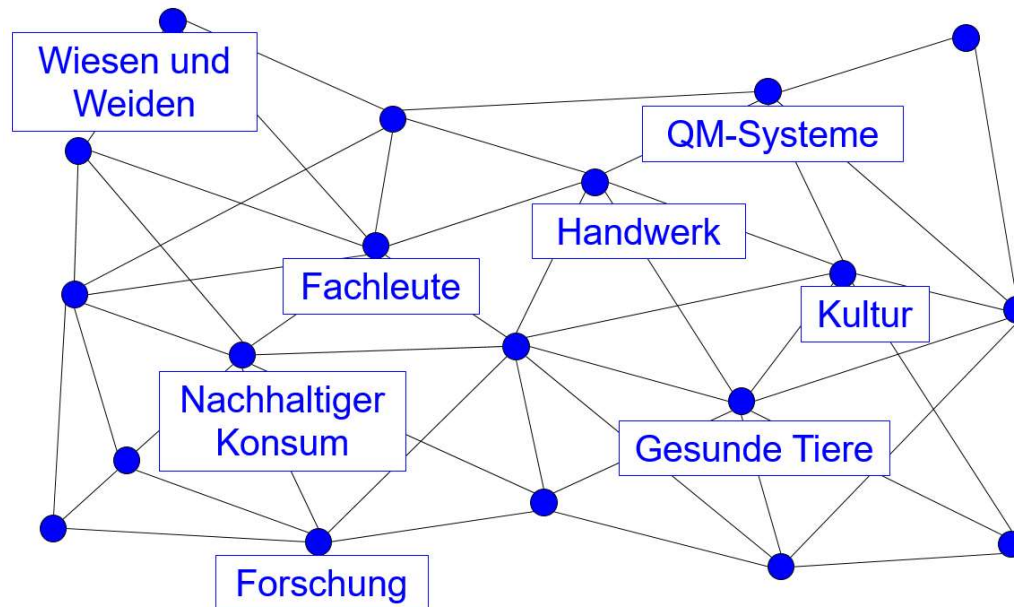 Wiesen und
Weiden
QM-Systeme
Handwerk
Fachleute
Kultur
Nachhaltiger
Konsum
Gesunde Tiere
Forschung